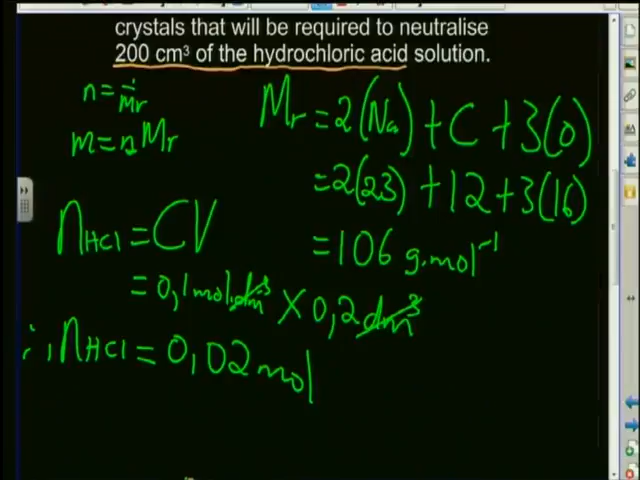 crystals that will be required to neutralise
200 cm³ of the hydrochloric acid solution.
n = m/Mr
m = n Mr
Mr = 2(Na) + C + 3(O)
= 2(23) + 12 + 3(16)
= 106 g.mol⁻¹
nHCl = CV
= 0,1 mol.dm⁻³ × 0,2 dm³
∴ nHCl = 0,02 mol